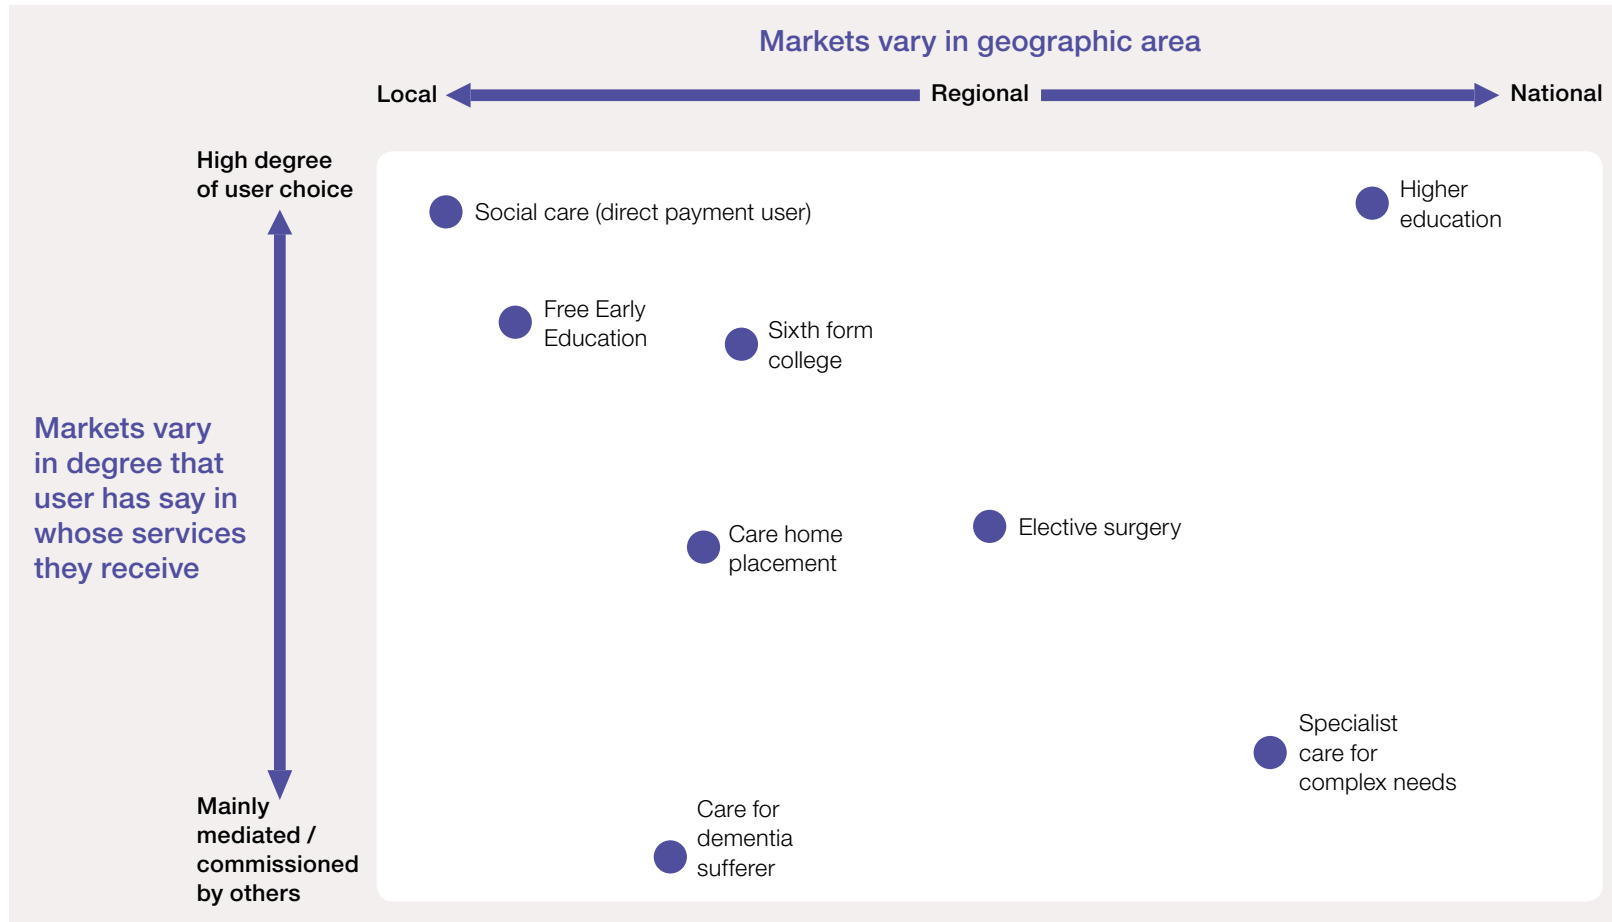 Markets vary in geographic area
Local
Regional
National
High degree
of user choice
Social care (direct payment user)
Higher
education
Free Early
Education
Sixth form
college
Markets vary
in degree that
user has say in
whose services
they receive
Care home
placement
Elective surgery
Specialist
care for
complex needs
Mainly
mediated /
commissioned
by others
Care for
dementia
sufferer